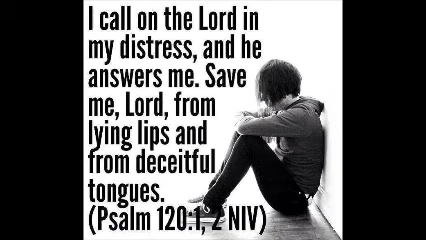 I call on the Lord in
my distress, and he
answers me. Save
me, Lord, from
lying lips and
from deceitful
tongues.
(Psalm 120:1, 2 NIV)